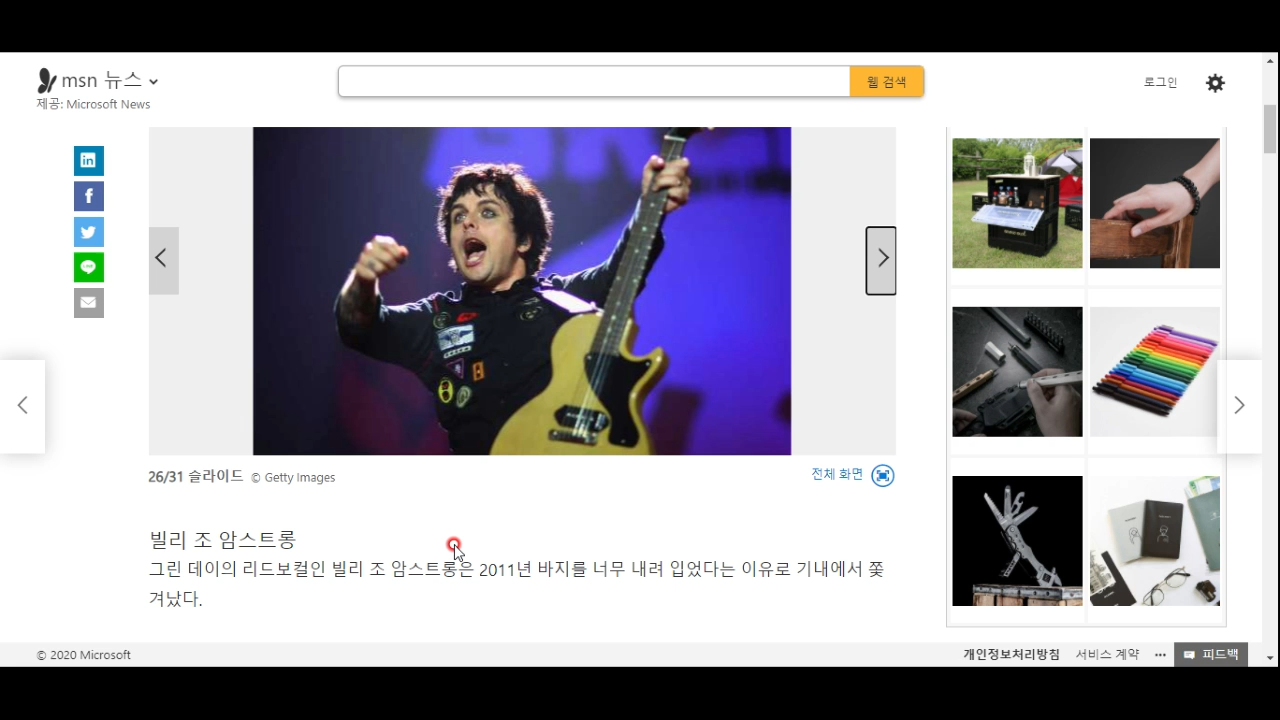 msn 뉴스
제공: Microsoft News
웹 검색
로그인
26/31 슬라이드 © Getty Images
전체 화면
빌리 조 암스트롱
그린 데이의 리드보컬인 빌리 조 암스트롱은 2011년 바지를 너무 내려 입었다는 이유로 기내에서 쫓
겨났다.
© 2020 Microsoft
개인정보처리방침 서비스 계약 ··· 피드백